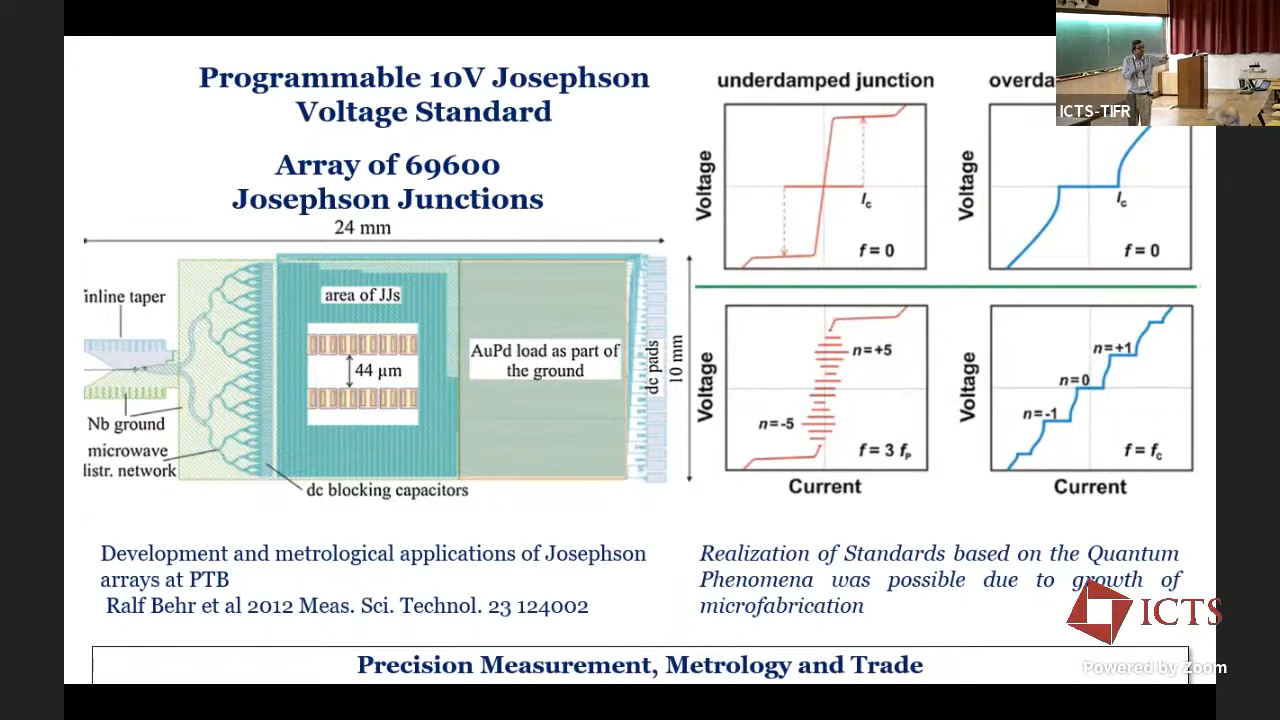 Programmable 10V Josephson
Voltage Standard
Array of 69600
Josephson Junctions
24 mm
inline taper
area of JJs
44 µm
AuPd load as part of
the ground
dc pads
10 mm
Nb ground
microwave
listr. network
dc blocking capacitors
Development and metrological applications of Josephson
arrays at PTB
Ralf Behr et al 2012 Meas. Sci. Technol. 23 124002
underdamped junction
Voltage
Ic
f = 0
overda
Voltage
Ic
f = 0
Voltage
n=+5
n=-5
f = 3 fP
Current
Voltage
n=+1
n=0
n=-1
f = fc
Current
Realization of Standards based on the Quantum
Phenomena was possible due to growth of
microfabrication
Precision Measurement, Metrology and Trade
ICTS-TIFR
ICTS
Powered by Zoom